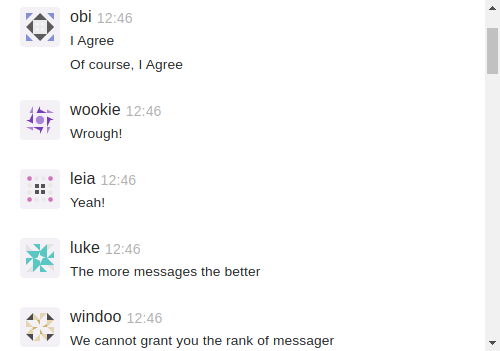 obi 12:46
I Agree
Of course, I Agree
wookie 12:46
Wrough!
leia 12:46
Yeah!
luke 12:46
The more messages the better
windoo 12:46
We cannot grant you the rank of messager